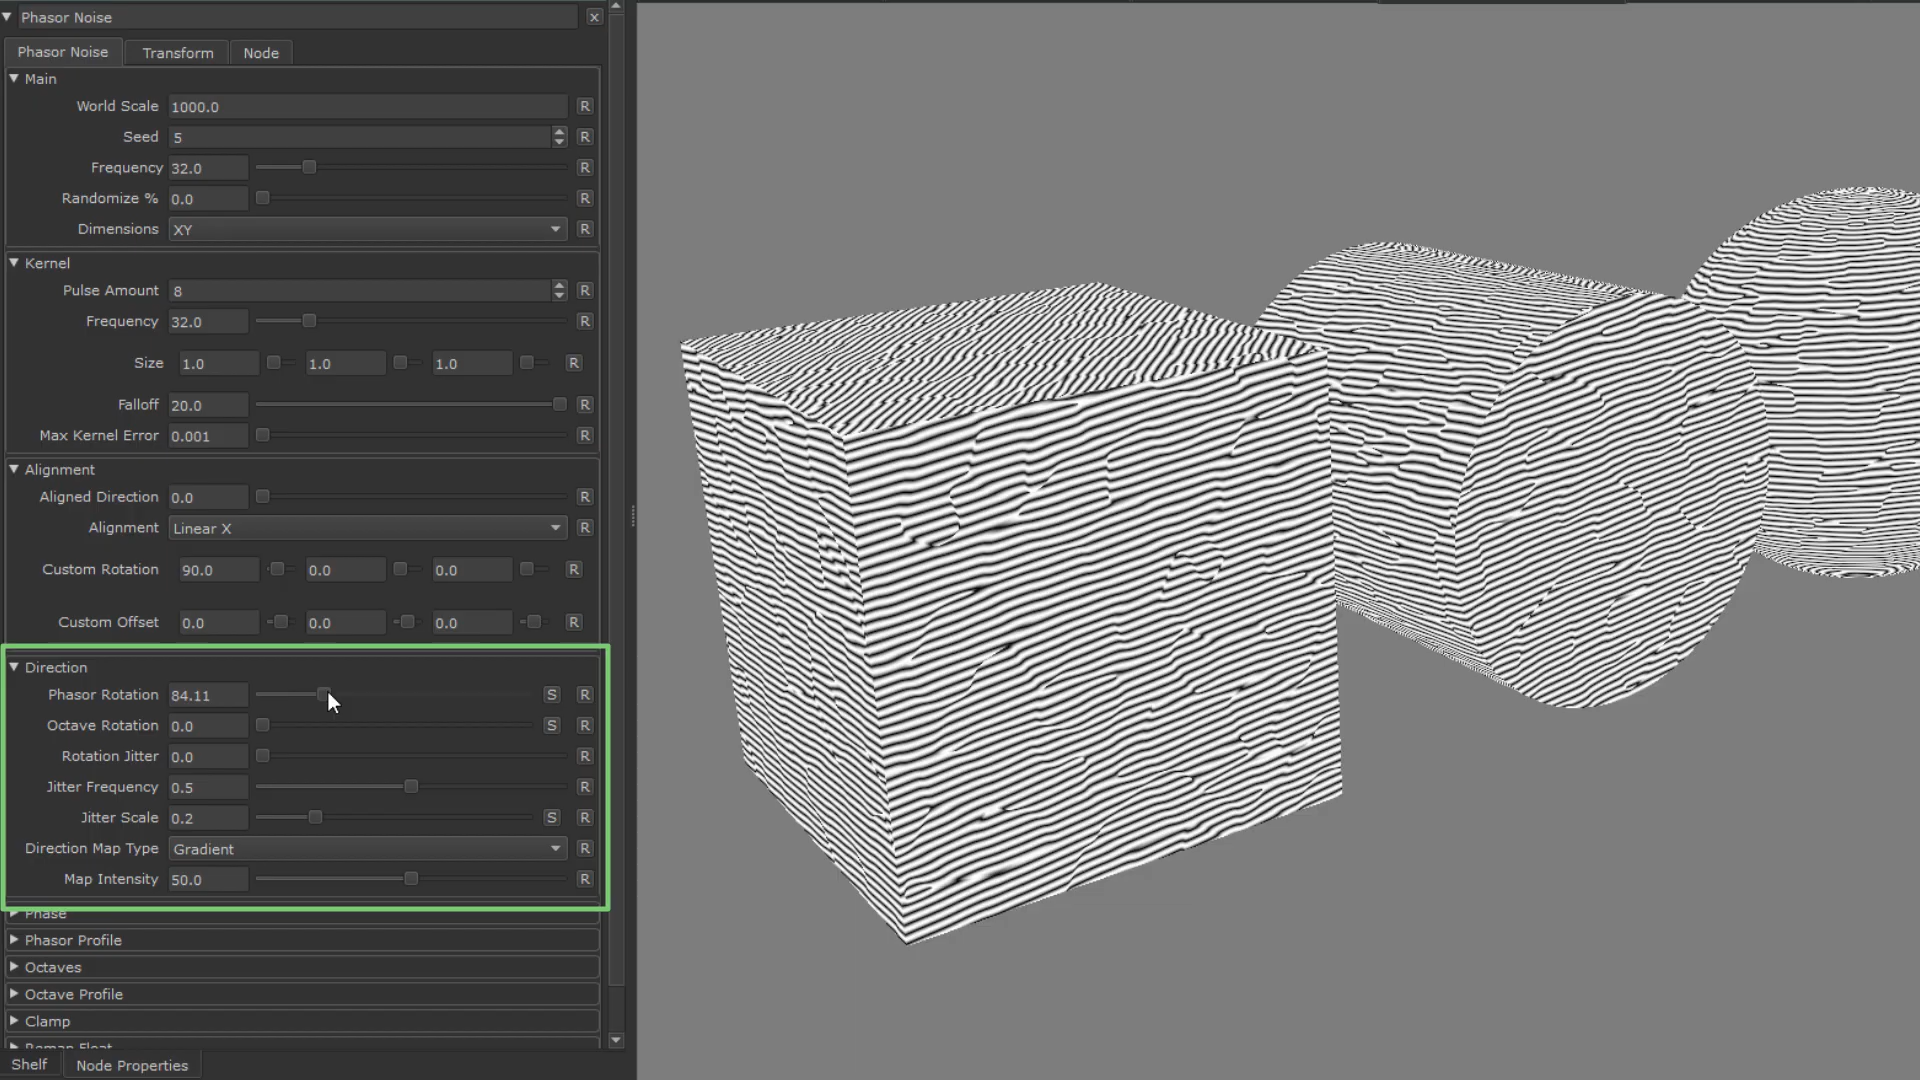 Phasor Noise x
Phasor Noise Transform Node
Main
World Scale 1000.0 R
Seed 5 R
Frequency 32.0 R
Randomize % 0.0 R
Dimensions XY R
Kernel
Pulse Amount 8 R
Frequency 32.0 R
Size 1.0 1.0 1.0 R
Falloff 20.0 R
Max Kernel Error 0.001 R
Alignment
Aligned Direction 0.0 R
Alignment Linear X R
Custom Rotation 90.0 0.0 0.0 R
Custom Offset 0.0 0.0 0.0 R
Direction
Phasor Rotation 84.11 S R
Octave Rotation 0.0 S R
Rotation Jitter 0.0 R
Jitter Frequency 0.5 R
Jitter Scale 0.2 S R
Direction Map Type Gradient R
Map Intensity 50.0 R
Phase
Phasor Profile
Octaves
Octave Profile
Clamp
Remap Float
Shelf Node Properties